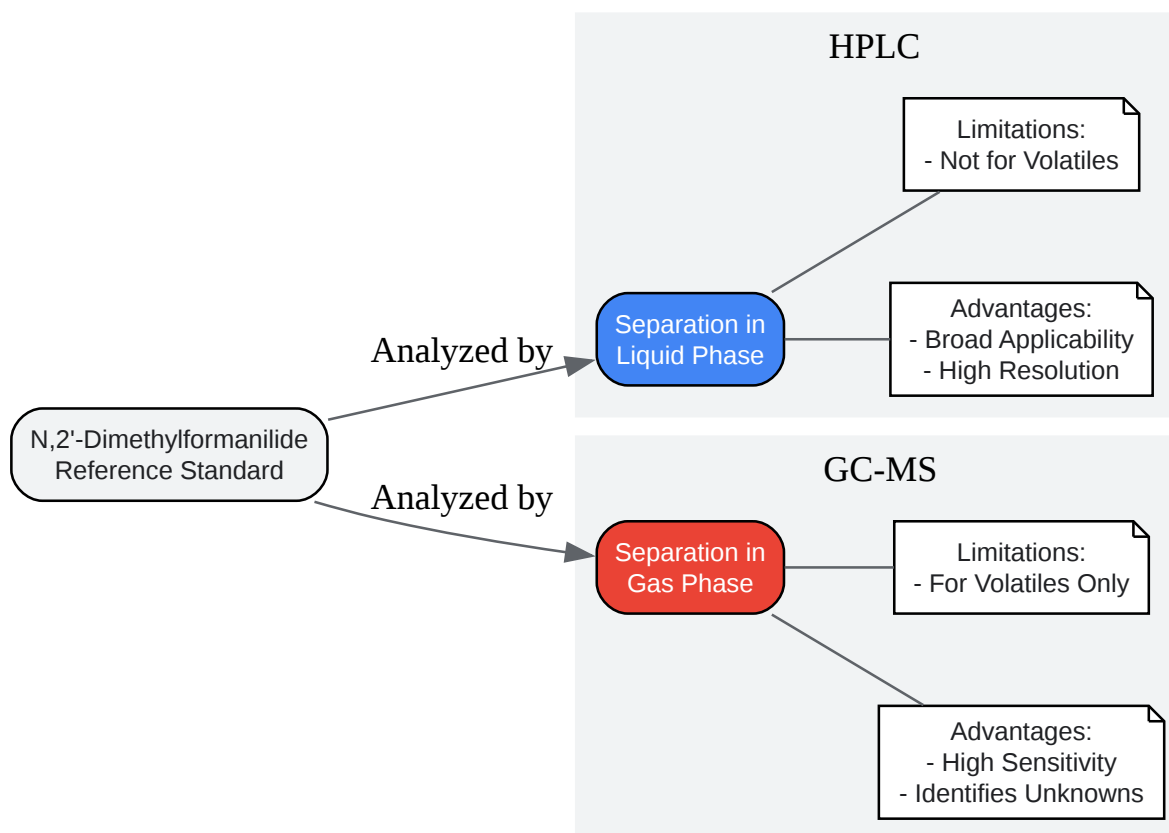 HPLC
Limitations:
- Not for Volatiles
Advantages:
- Broad Applicability
- High Resolution
Separation in
Liquid Phase
Analyzed by
N,2'-Dimethylformanilide
Reference Standard
Analyzed by
GC-MS
Separation in
Gas Phase
Limitations:
- For Volatiles Only
Advantages:
- High Sensitivity
- Identifies Unknowns